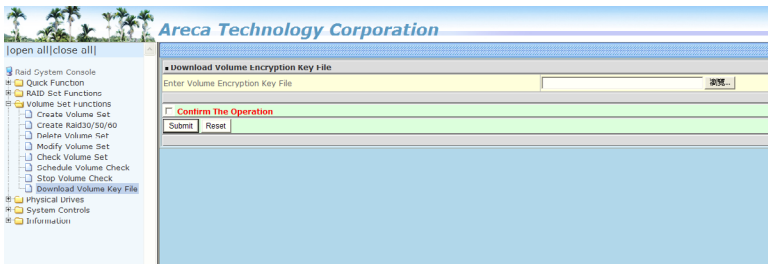 Areca Technology Corporation
|open all|close all|
Raid System Console
Quick Function
RAID Set Functions
Volume Set Functions
Create Volume Set
Create Raid30/50/60
Delete Volume Set
Modify Volume Set
Check Volume Set
Schedule Volume Check
Stop Volume Check
Download Volume Key File
Physical Drives
System Controls
Information
Download Volume Encryption Key File
Enter Volume Encryption Key File
瀏覽...
Confirm The Operation
Submit Reset